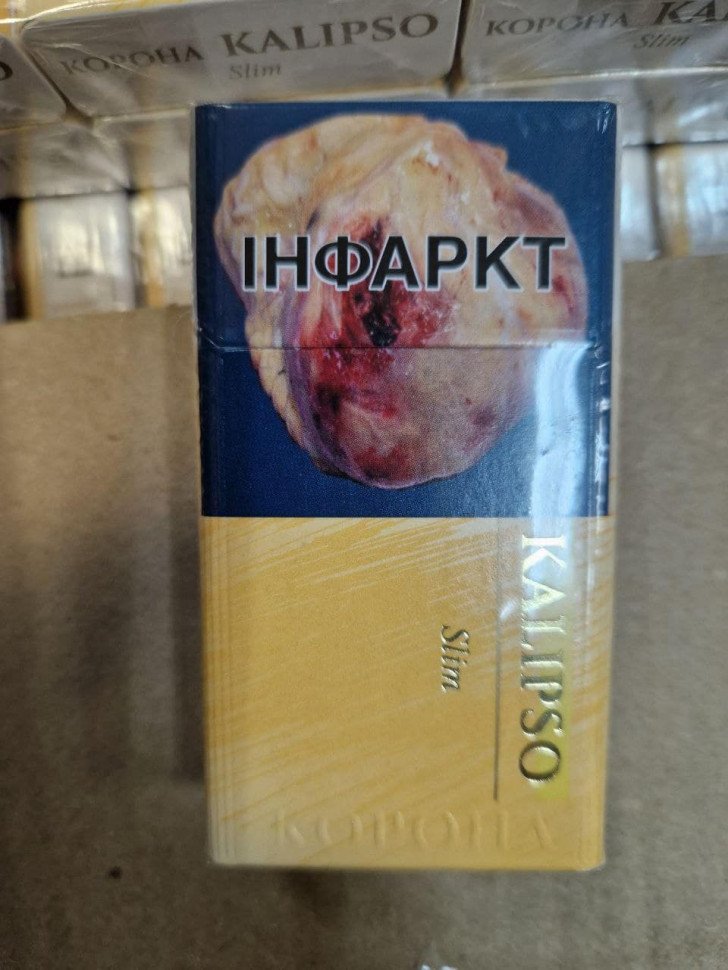 КОРОНА KALIPSO
Slim
КОРОНА KA
Slim
ІНФАРКТ
KALIPSO
Slim
КОРОНА